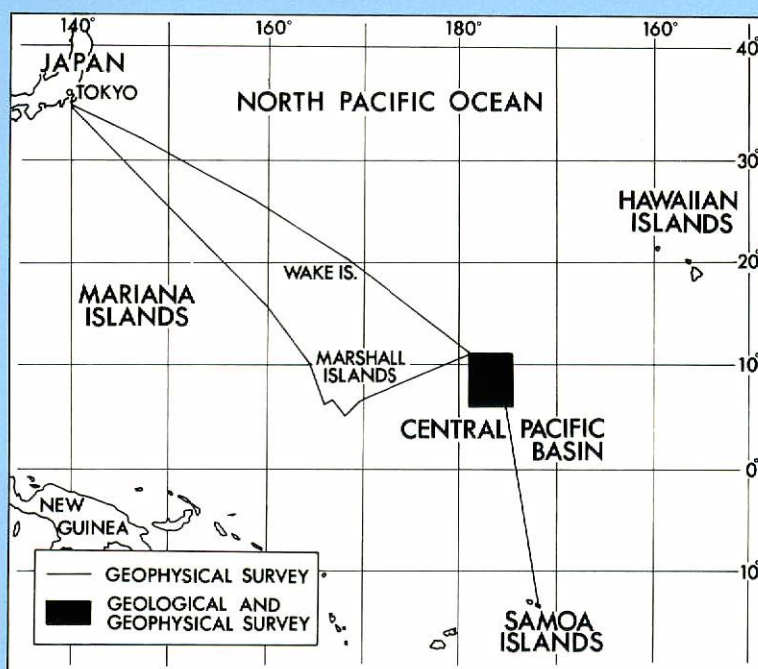 140°
160°
180°
160°
40°
JAPAN
TOKYO
NORTH PACIFIC OCEAN
30°
HAWAIIAN
ISLANDS
20°
WAKE IS.
MARIANA
ISLANDS
MARSHALL
ISLANDS
10°
CENTRAL PACIFIC
BASIN
0°
NEW
GUINEA
GEOPHYSICAL SURVEY
GEOLOGICAL AND
GEOPHYSICAL SURVEY
10°
SAMOA
ISLANDS